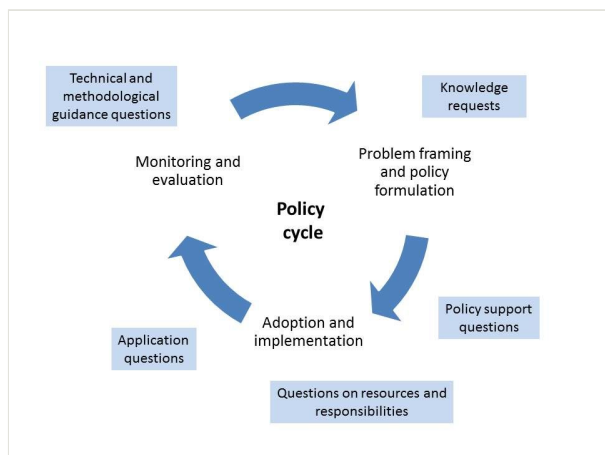 Technical and
methodological
guidance questions
Knowledge
requests
Monitoring and
evaluation
Problem framing
and policy
formulation
Policy
cycle
Adoption and
implementation
Policy support
questions
Application
questions
Questions on resources and
responsibilities